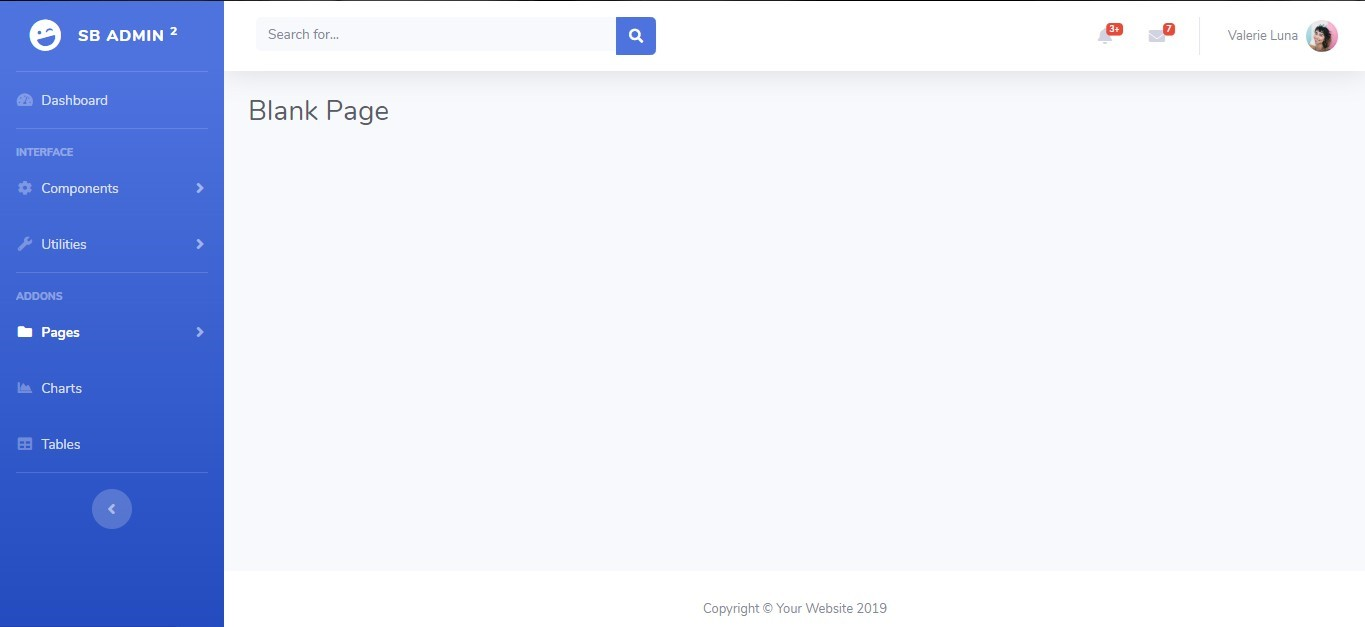 SB ADMIN 2
Search for...
3+
7
Valerie Luna
Dashboard
Blank Page
INTERFACE
Components
Utilities
ADDONS
Pages
Charts
Tables
Copyright © Your Website 2019